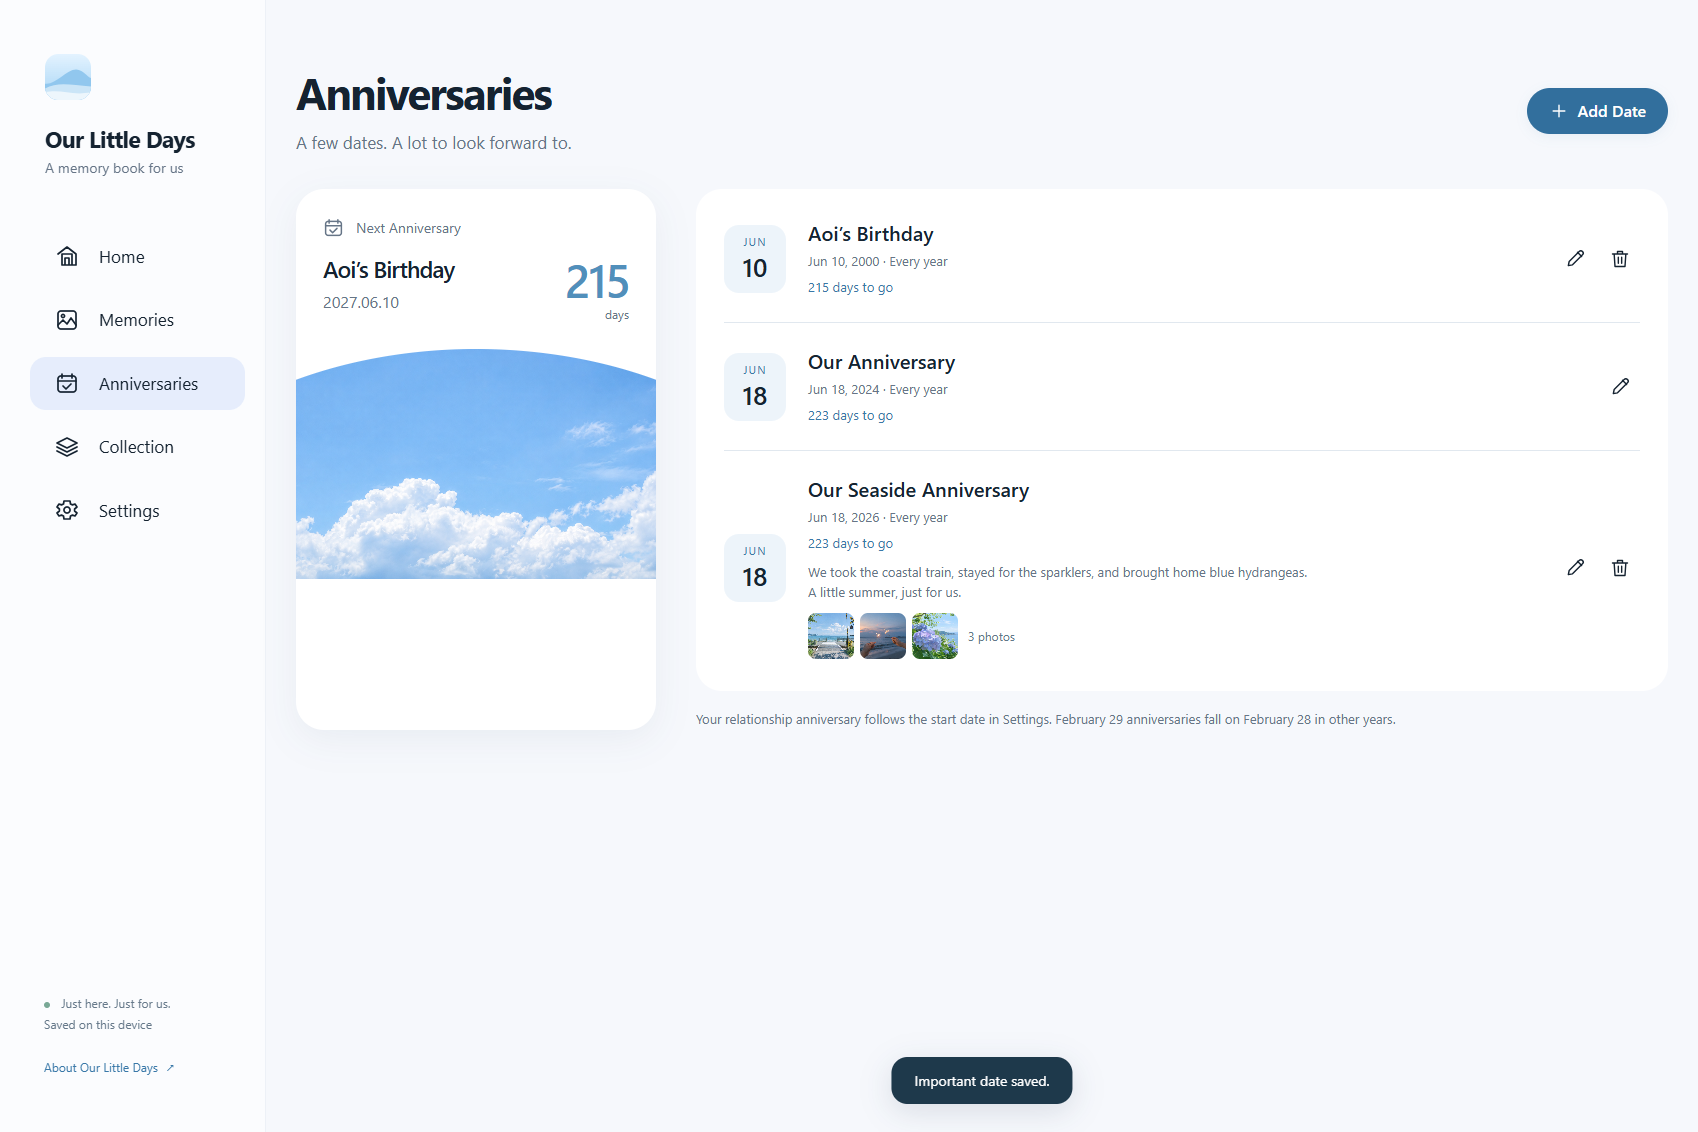 Our Little Days
A memory book for us
Home
Memories
Anniversaries
Collection
Settings
Just here. Just for us.
Saved on this device
About Our Little Days ↗
Anniversaries
A few dates. A lot to look forward to.
+ Add Date
Next Anniversary
Aoi’s Birthday
2027.06.10
215
days
JUN
10
Aoi’s Birthday
Jun 10, 2000 · Every year
215 days to go
JUN
18
Our Anniversary
Jun 18, 2024 · Every year
223 days to go
JUN
18
Our Seaside Anniversary
Jun 18, 2026 · Every year
223 days to go
We took the coastal train, stayed for the sparklers, and brought home blue hydrangeas.
A little summer, just for us.
3 photos
Your relationship anniversary follows the start date in Settings. February 29 anniversaries fall on February 28 in other years.
Important date saved.